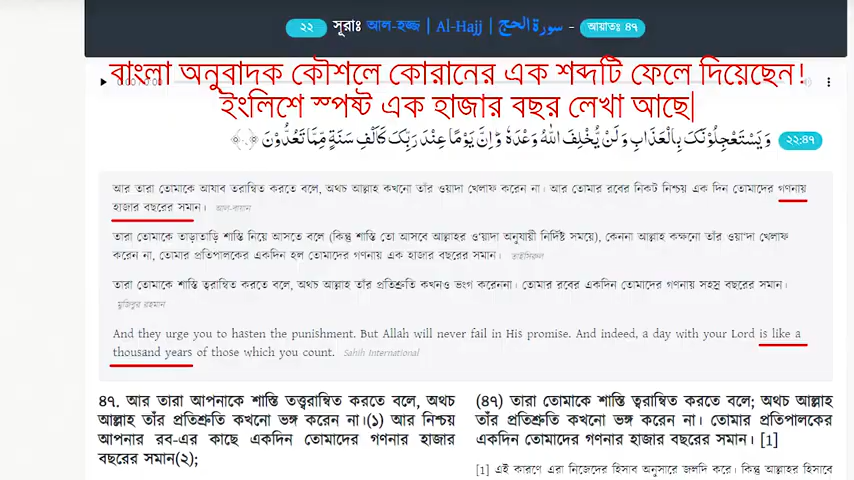 ২২ সূরাঃ আল-হজ্জ | Al-Hajj | سورة الحج - আয়াতঃ ৪৭
বাংলা অনুবাদক কৌশলে কোরানের এক শব্দটি ফেলে দিয়েছেন!
ইংলিশে স্পষ্ট এক হাজার বছর লেখা আছে|
২২:৪৭ وَ یَسۡتَعۡجِلُوۡنَکَ بِالۡعَذَابِ وَ لَنۡ یُّخۡلِفَ اللّٰهُ وَعۡدَهٗ ؕ وَ اِنَّ یَوۡمًا عِنۡدَ رَبِّکَ کَاَلۡفِ سَنَۃٍ مِّمَّا تَعُدُّوۡنَ
আর তারা তোমাকে আযাব তরান্বিত করতে বলে, অথচ আল্লাহ কখনো তাঁর ওয়াদা খেলাফ করেন না। আর তোমার রবের নিকট নিশ্চয় এক দিন তোমাদের গণনায়
হাজার বছরের সমান। আল-বায়ান
তারা তোমাকে তাড়াতাড়ি শাস্তি নিয়ে আসতে বলে (কিন্তু শাস্তি তো আসবে আল্লাহর ও‘য়াদা অনুযায়ী নির্দিষ্ট সময়ে), কেননা আল্লাহ কক্ষনো তাঁর ওয়া‘দা খেলাফ
করেন না, তোমার প্রতিপালকের একদিন হল তোমাদের গণনায় এক হাজার বছরের সমান। তাইসিরুল
তারা তোমাকে শাস্তি ত্বরান্বিত করতে বলে, অথচ আল্লাহ তাঁর প্রতিশ্রুতি কখনও ভংগ করেননা। তোমার রবের একদিন তোমাদের গণনায় সহস্র বছরের সমান।
মুজিবুর রহমান
And they urge you to hasten the punishment. But Allah will never fail in His promise. And indeed, a day with your Lord is like a
thousand years of those which you count. Sahih International
৪৭. আর তারা আপনাকে শাস্তি তত্ত্বরান্বিত করতে বলে, অথচ
আল্লাহ তাঁর প্রতিশ্রুতি কখনো ভঙ্গ করেন না।(১) আর নিশ্চয়
আপনার রব-এর কাছে একদিন তোমাদের গণনার হাজার
বছরের সমান(২);
(৪৭) তারা তোমাকে শাস্তি ত্বরান্বিত করতে বলে; অথচ আল্লাহ
তাঁর প্রতিশ্রুতি কখনো ভঙ্গ করেন না। তোমার প্রতিপালকের
একদিন তোমাদের গণনার হাজার বছরের সমান। [1]
[1] এই কারণে এরা নিজেদের হিসাব অনুসারে জলদি করে। কিন্তু আল্লাহর হিসাবে